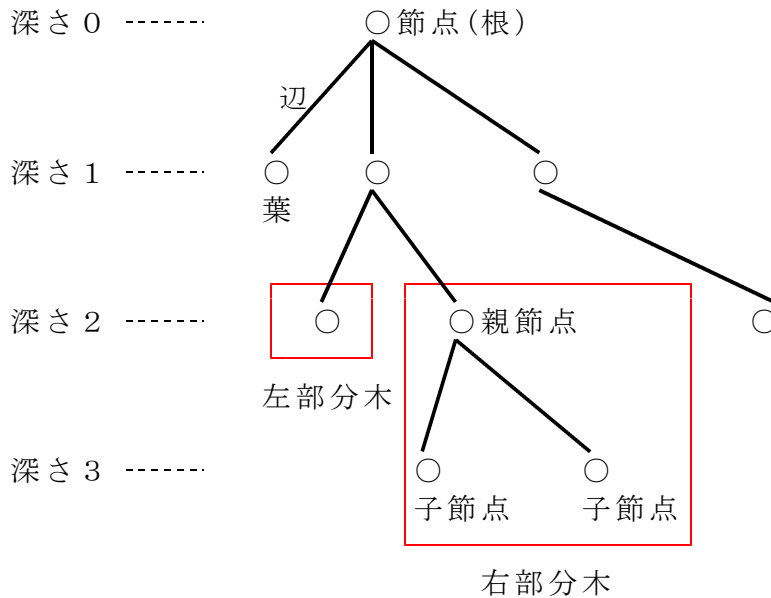 深さ０ 節点(根)
辺
深さ１
葉
深さ２ 親節点
左部分木
深さ３
子節点 子節点
右部分木